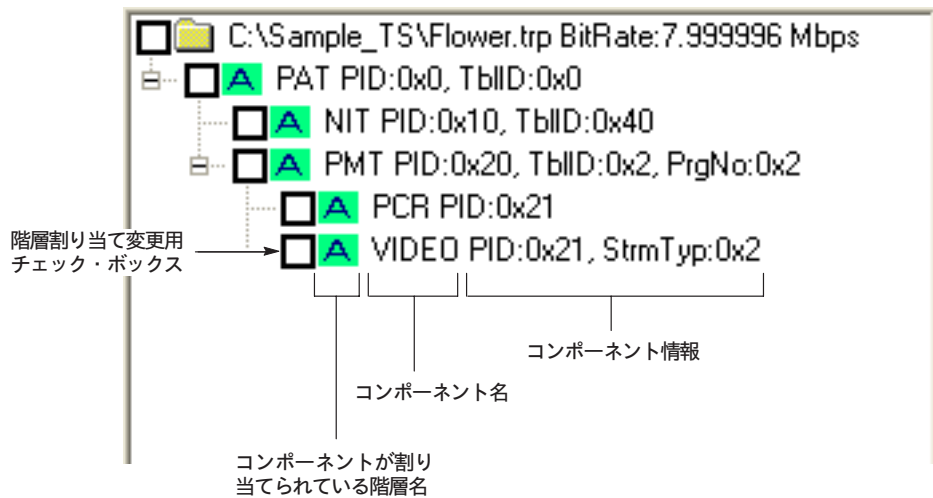 C:\Sample_TS\Flower.trp BitRate:7.999996 Mbps
A PAT PID:0x0, TblID:0x0
A NIT PID:0x10, TblID:0x40
A PMT PID:0x20, TblID:0x2, PrgNo:0x2
A PCR PID:0x21
A VIDEO PID:0x21, StrmTyp:0x2
階層割り当て変更用
チェック・ボックス
コンポーネント情報
コンポーネント名
コンポーネントが割り
当てられている階層名